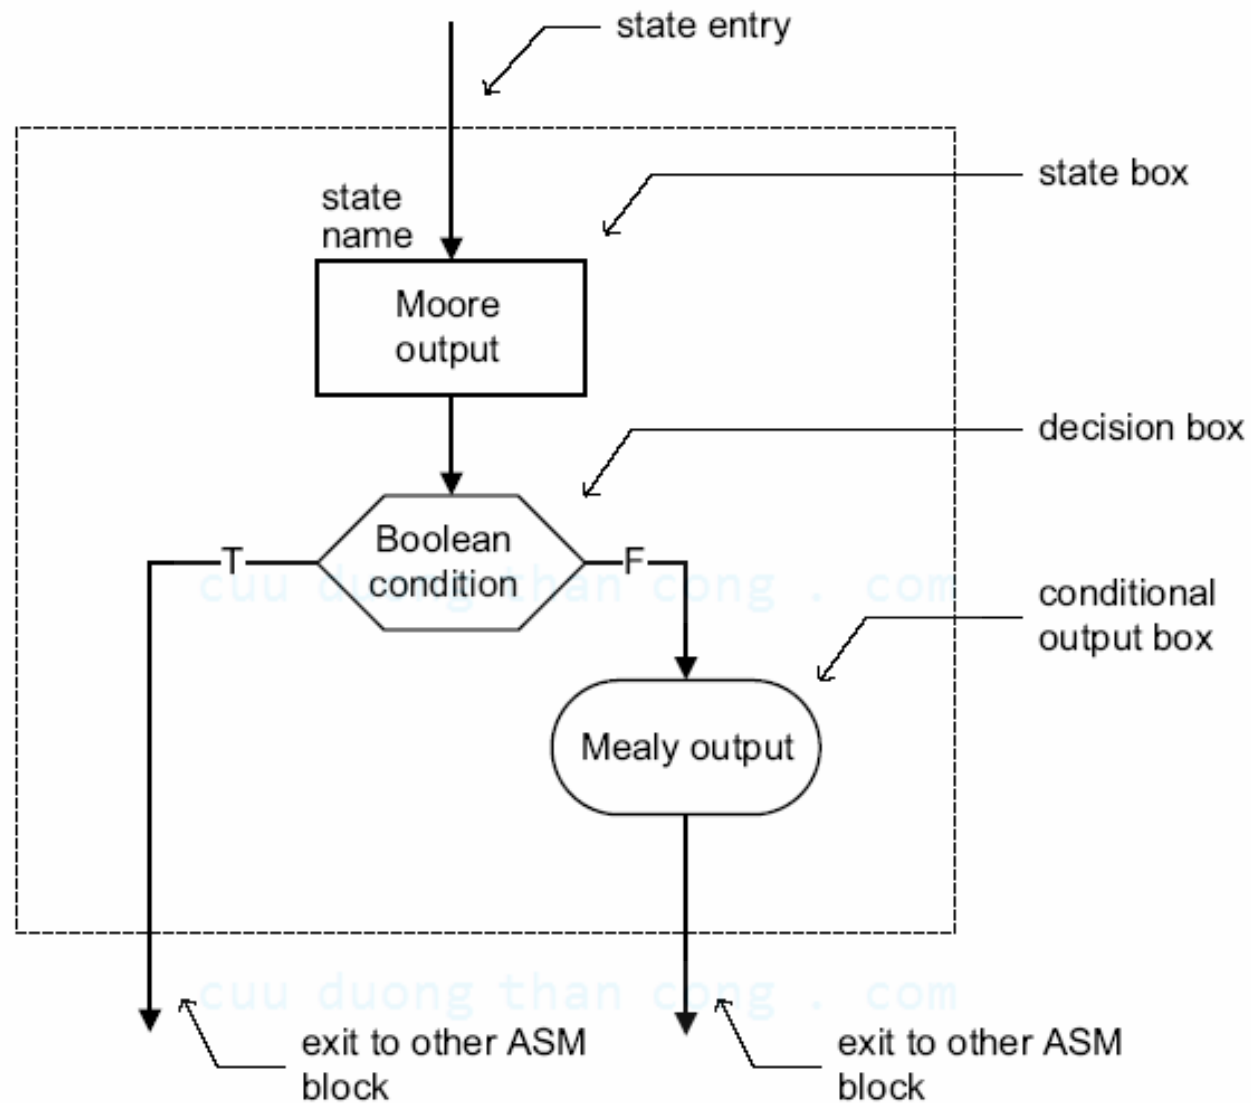 state entry
state box
state
name
Moore
output
decision box
Boolean
condition
T
F
cuu duong than cong . com
conditional
output box
Mealy output
cuu duong than cong . com
exit to other ASM
block
exit to other ASM
block